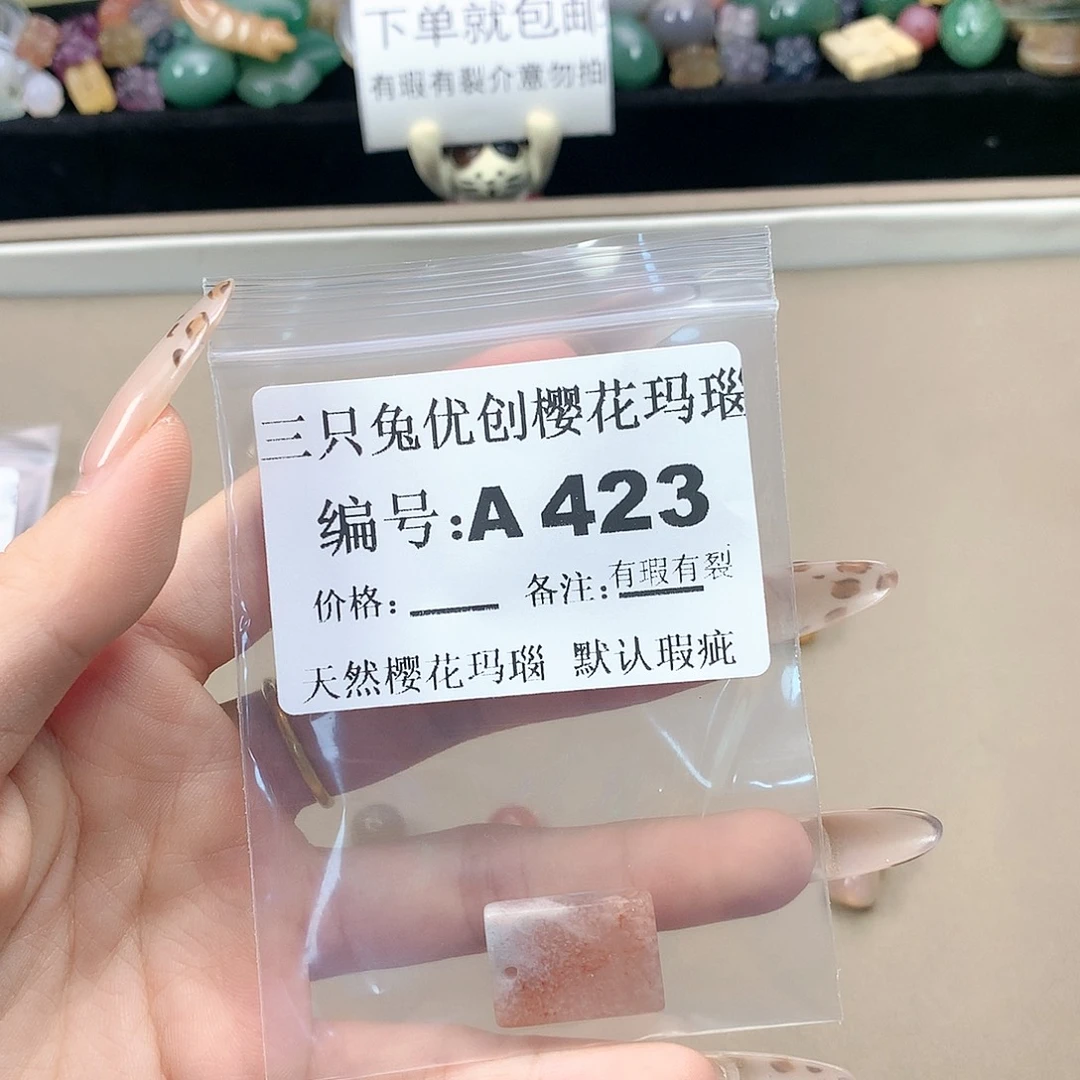 下单就包邮
有瑕有裂介意勿拍
三只兔优创樱花玛瑙
编号:A 423
价格:____ 备注:有瑕有裂
天然樱花玛瑙 默认瑕疵